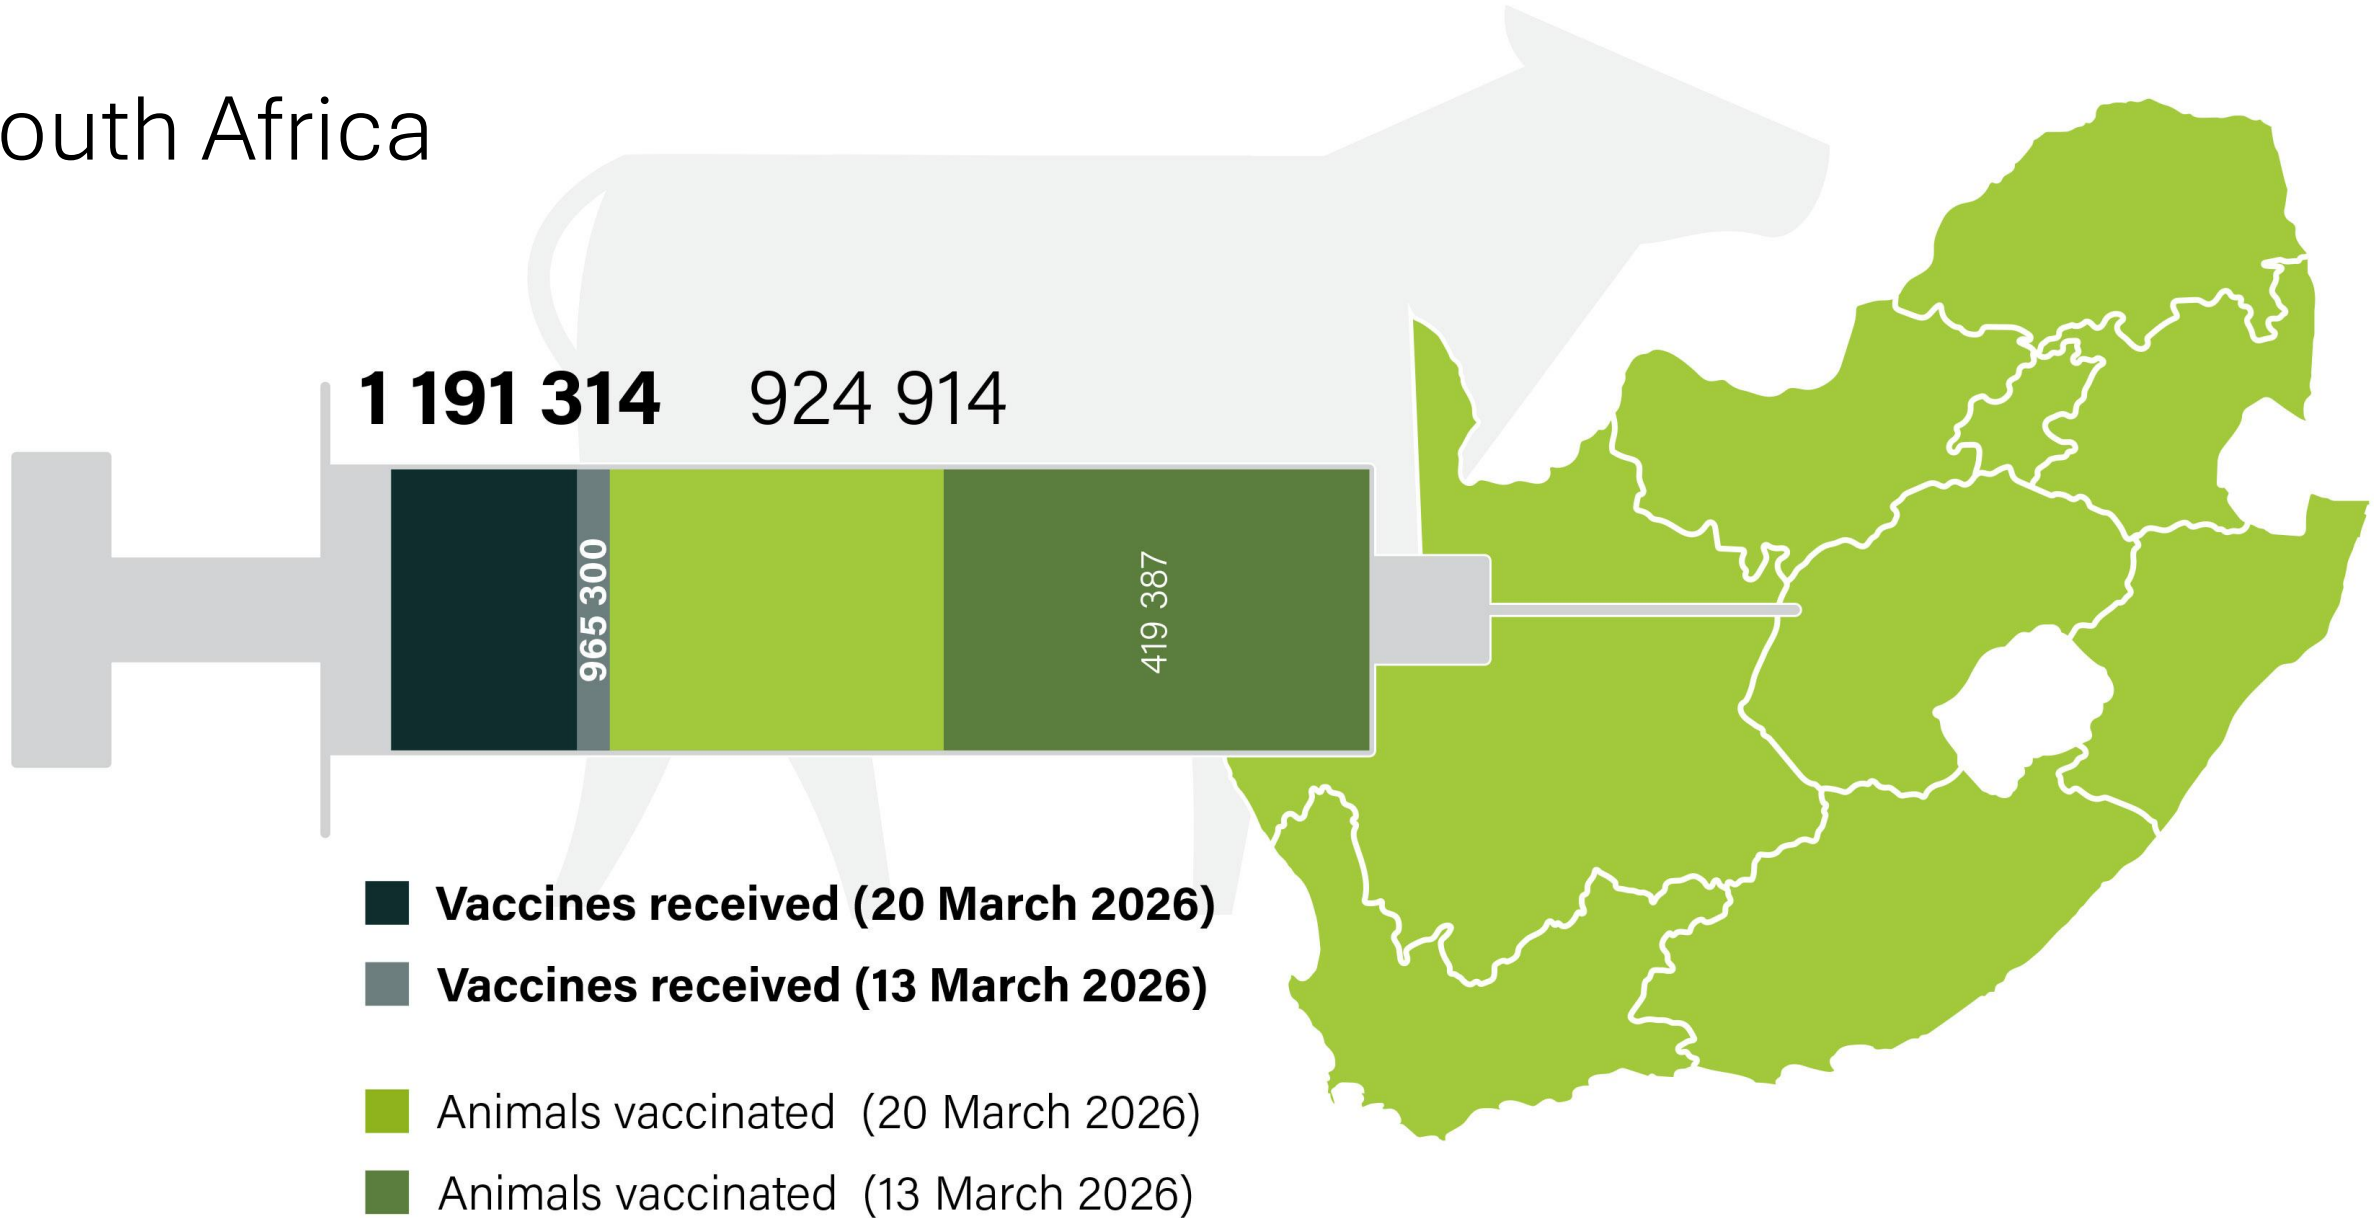 outh Africa
1 191 314 924 914
965 300
419 387
Vaccines received (20 March 2026)
Vaccines received (13 March 2026)
Animals vaccinated (20 March 2026)
Animals vaccinated (13 March 2026)